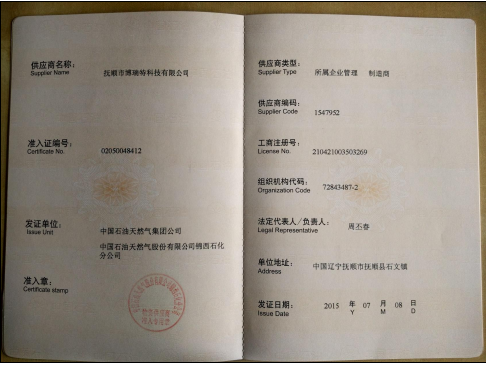 供应商名称：
Supplier Name
抚顺市博瑞特科技有限公司
准入证编号：
Certificate No.
02050048412
发证单位：
Issue Unit
中国石油天然气集团公司
中国石油天然气股份有限公司抚西石化
分公司
准入章：
Certificate stamp
供应商类型：
Supplier Type
所属企业管理 制造商
供应商编码：
Supplier Code
1547952
工商注册号：
License No.
210421003503269
组织机构代码：
Organization Code
72843487-2
法定代表人／负责人：
Legal Representative
周丕春
单位地址：
Address
中国辽宁抚顺市抚顺县石文镇
发证日期：
Issue Date
2015 年 07 月 08 日
Y M D